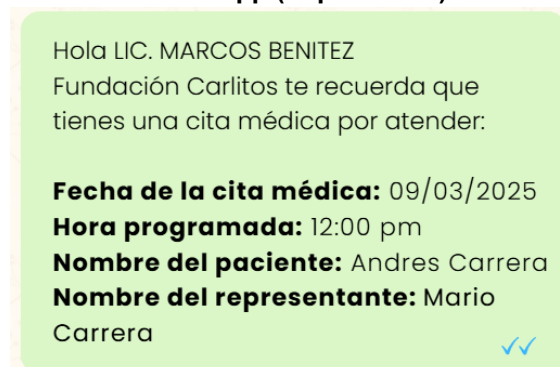 Hola LIC. MARCOS BENITEZ
Fundación Carlitos te recuerda que
tienes una cita médica por atender:
Fecha de la cita médica: 09/03/2025
Hora programada: 12:00 pm
Nombre del paciente: Andres Carrera
Nombre del representante: Mario
Carrera